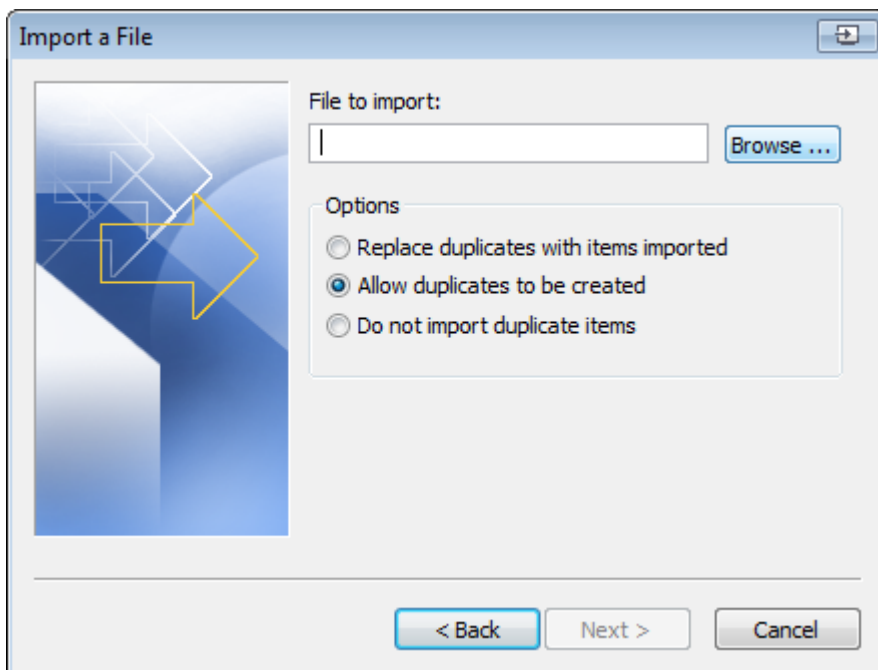 Import a File
File to import:
Browse ...
Options
Replace duplicates with items imported
Allow duplicates to be created
Do not import duplicate items
< Back Next > Cancel